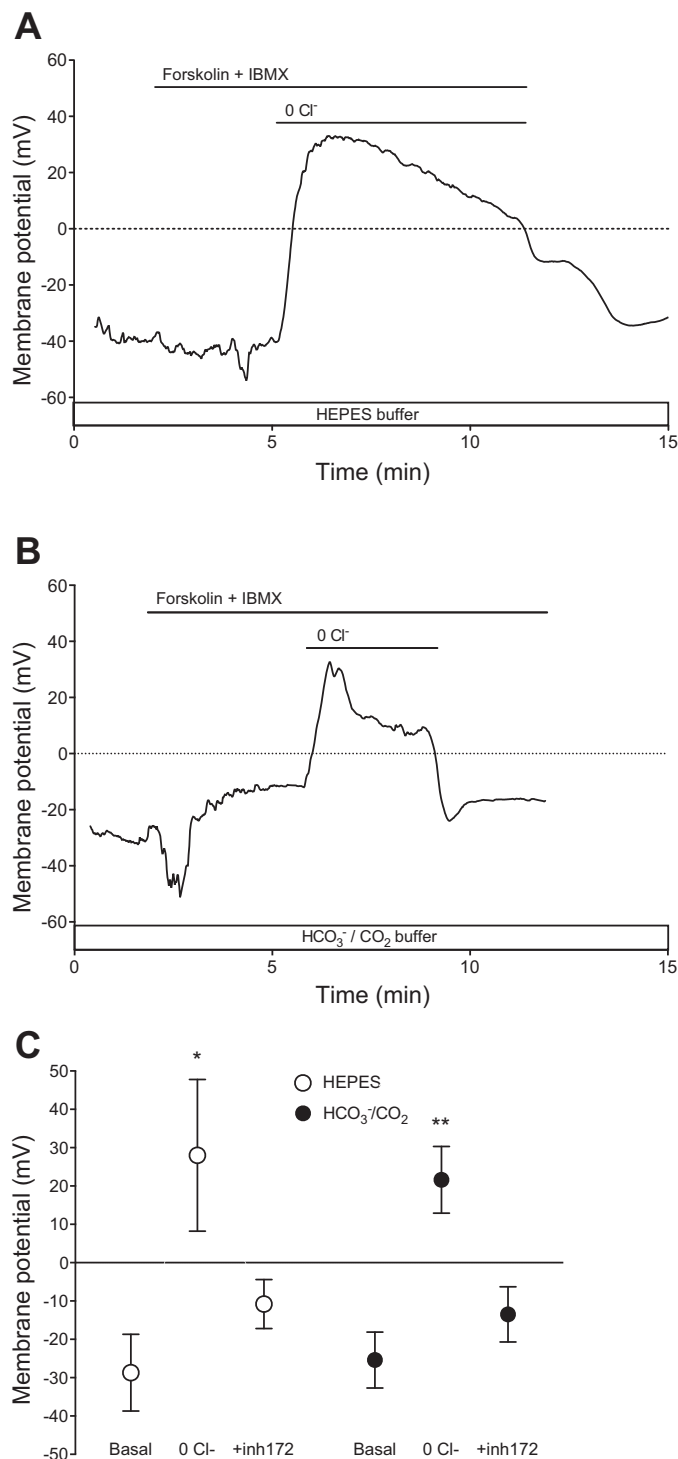 A
60
Forskolin + IBMX
40
0 Cl⁻
20
0
-20
-40
-60
Membrane potential (mV)
HEPES buffer
0 5 10 15
Time (min)
B
60
Forskolin + IBMX
40
0 Cl⁻
20
0
-20
-40
-60
Membrane potential (mV)
HCO₃⁻ / CO₂ buffer
0 5 10 15
Time (min)
C
50
*
HEPES
40
HCO₃⁻/CO₂
**
30
20
10
0
-10
-20
-30
-40
-50
Membrane potential (mV)
Basal 0 Cl- +inh172 Basal 0 Cl- +inh172